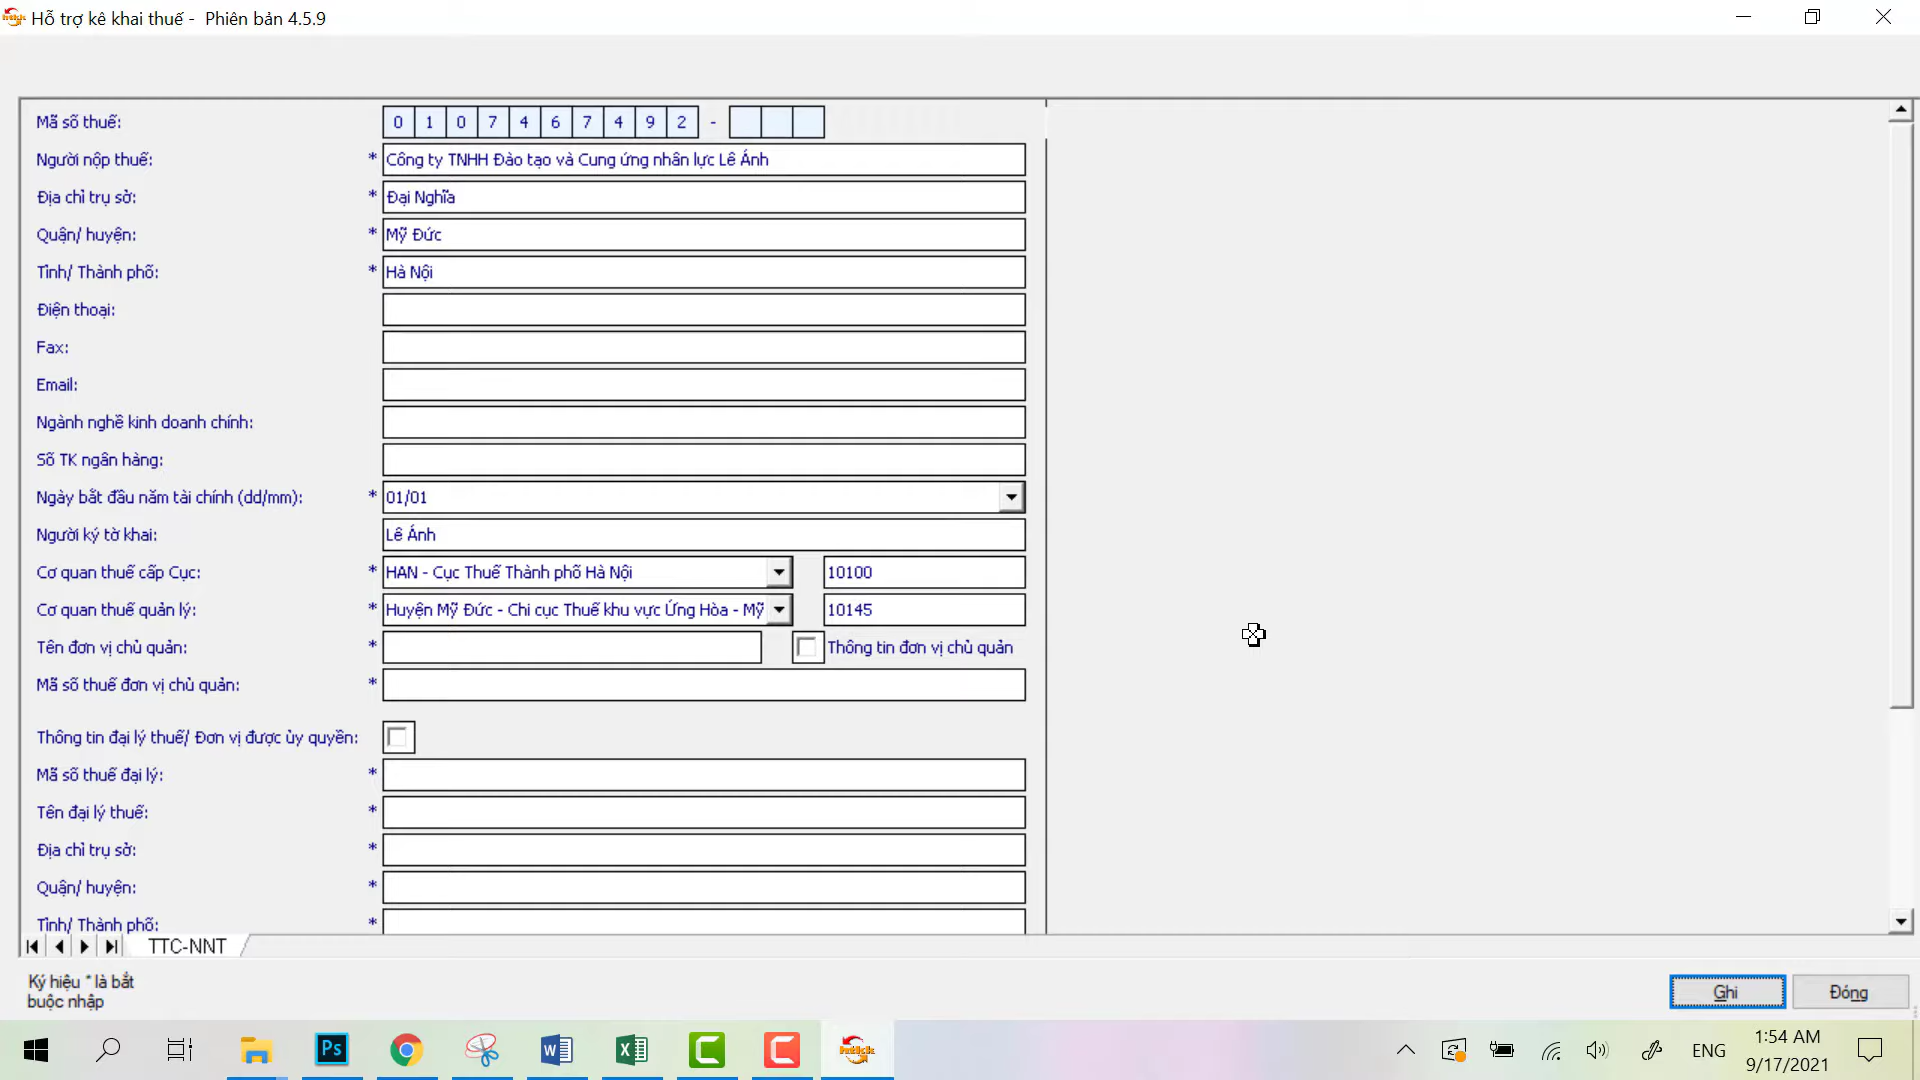 Hỗ trợ kê khai thuế - Phiên bản 4.5.9
Mã số thuế: 0 1 0 7 4 6 7 4 9 2 -
Người nộp thuế: * Công ty TNHH Đào tạo và Cung ứng nhân lực Lê Ánh
Địa chỉ trụ sở: * Đại Nghĩa
Quận/ huyện: * Mỹ Đức
Tỉnh/ Thành phố: * Hà Nội
Điện thoại:
Fax:
Email:
Ngành nghề kinh doanh chính:
Số TK ngân hàng:
Ngày bắt đầu năm tài chính (dd/mm): * 01/01
Người ký tờ khai: Lê Ánh
Cơ quan thuế cấp Cục: * HAN - Cục Thuế Thành phố Hà Nội 10100
Cơ quan thuế quản lý: * Huyện Mỹ Đức - Chi cục Thuế khu vực Ứng Hòa - Mỹ 10145
Tên đơn vị chủ quản: * Thông tin đơn vị chủ quản
Mã số thuế đơn vị chủ quản: *
Thông tin đại lý thuế/ Đơn vị được ủy quyền:
Mã số thuế đại lý: *
Tên đại lý thuế: *
Địa chỉ trụ sở: *
Quận/ huyện: *
Tỉnh/ Thành phố: *
TTC-NNT
Ký hiệu * là bắt
buộc nhập
Ghi Đóng
Ps htkk ENG 1:54 AM
9/17/2021